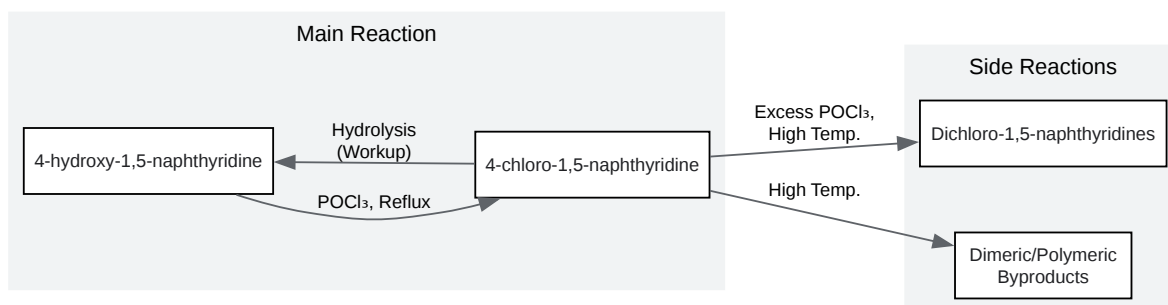 Main Reaction
4-hydroxy-1,5-naphthyridine
Hydrolysis
(Workup)
POCl₃, Reflux
4-chloro-1,5-naphthyridine
Excess POCl₃,
High Temp.
High Temp.
Side Reactions
Dichloro-1,5-naphthyridines
Dimeric/Polymeric
Byproducts